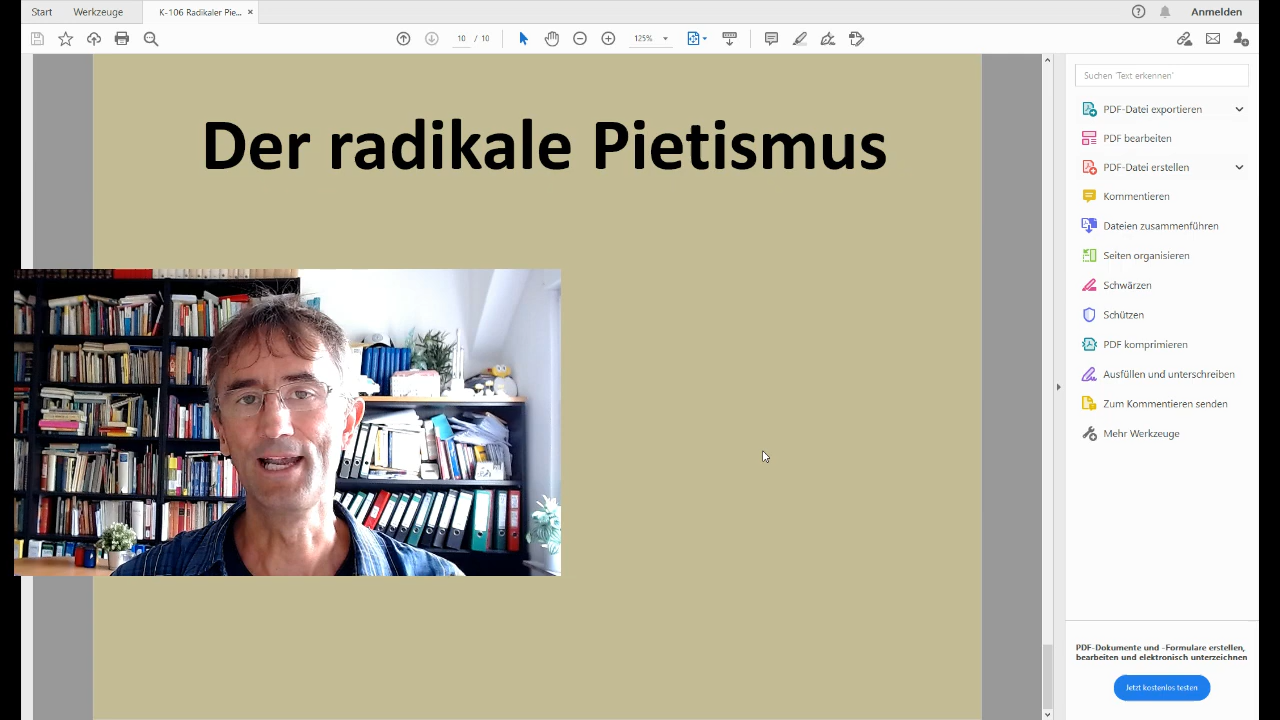 Start
Werkzeuge
K-106 Radikaler Pie... ×
Anmelden
10 / 10
125%
Der radikale Pietismus
Suchen 'Text erkennen'
PDF-Datei exportieren
PDF bearbeiten
PDF-Datei erstellen
Kommentieren
Dateien zusammenführen
Seiten organisieren
Schwärzen
Schützen
PDF komprimieren
Ausfüllen und unterschreiben
Zum Kommentieren senden
Mehr Werkzeuge
PDF-Dokumente und -Formulare erstellen,
bearbeiten und elektronisch unterzeichnen
Jetzt kostenlos testen